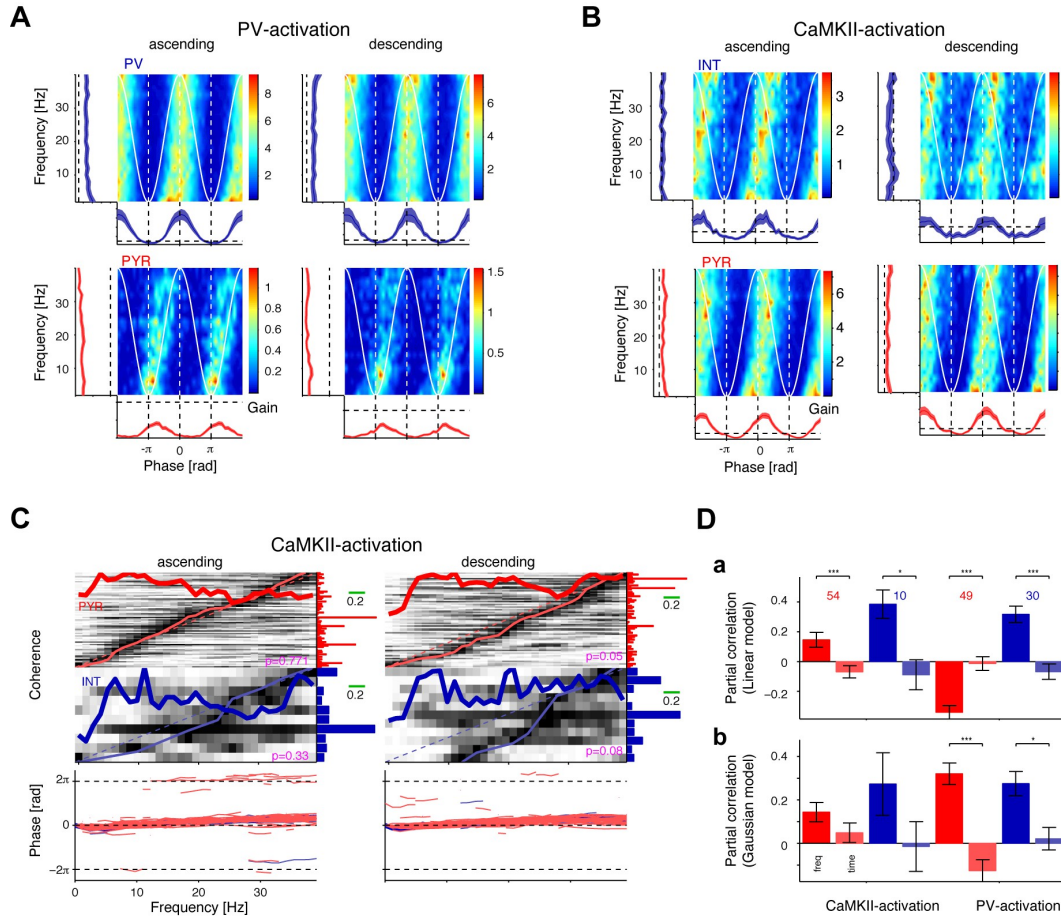 A
PV-activation
ascending
descending
PV
Frequency [Hz]
30
20
10
8
6
4
2
6
4
2
PYR
Frequency [Hz]
30
20
10
1
0.8
0.6
0.4
0.2
1.5
1
0.5
Gain
-π 0 π
Phase [rad]
B
CaMKII-activation
ascending
descending
INT
Frequency [Hz]
30
20
10
3
2
1
PYR
Frequency [Hz]
30
20
10
6
4
2
Gain
-π 0 π
Phase [rad]
C
CaMKII-activation
ascending
descending
Coherence
PYR
0.2
p=0.771
0.2
p=0.05
INT
0.2
p=0.33
0.2
p=0.08
Phase [rad]
2π
0
−2π
0 10 20 30
Frequency [Hz]
D
a
Partial correlation
(Linear model)
0.4
0.2
0
−0.2
*** * *** ***
54 10 49 30
b
Partial correlation
(Gaussian model)
0.4
0.2
0
*** *
freq time
CaMKII-activation PV-activation